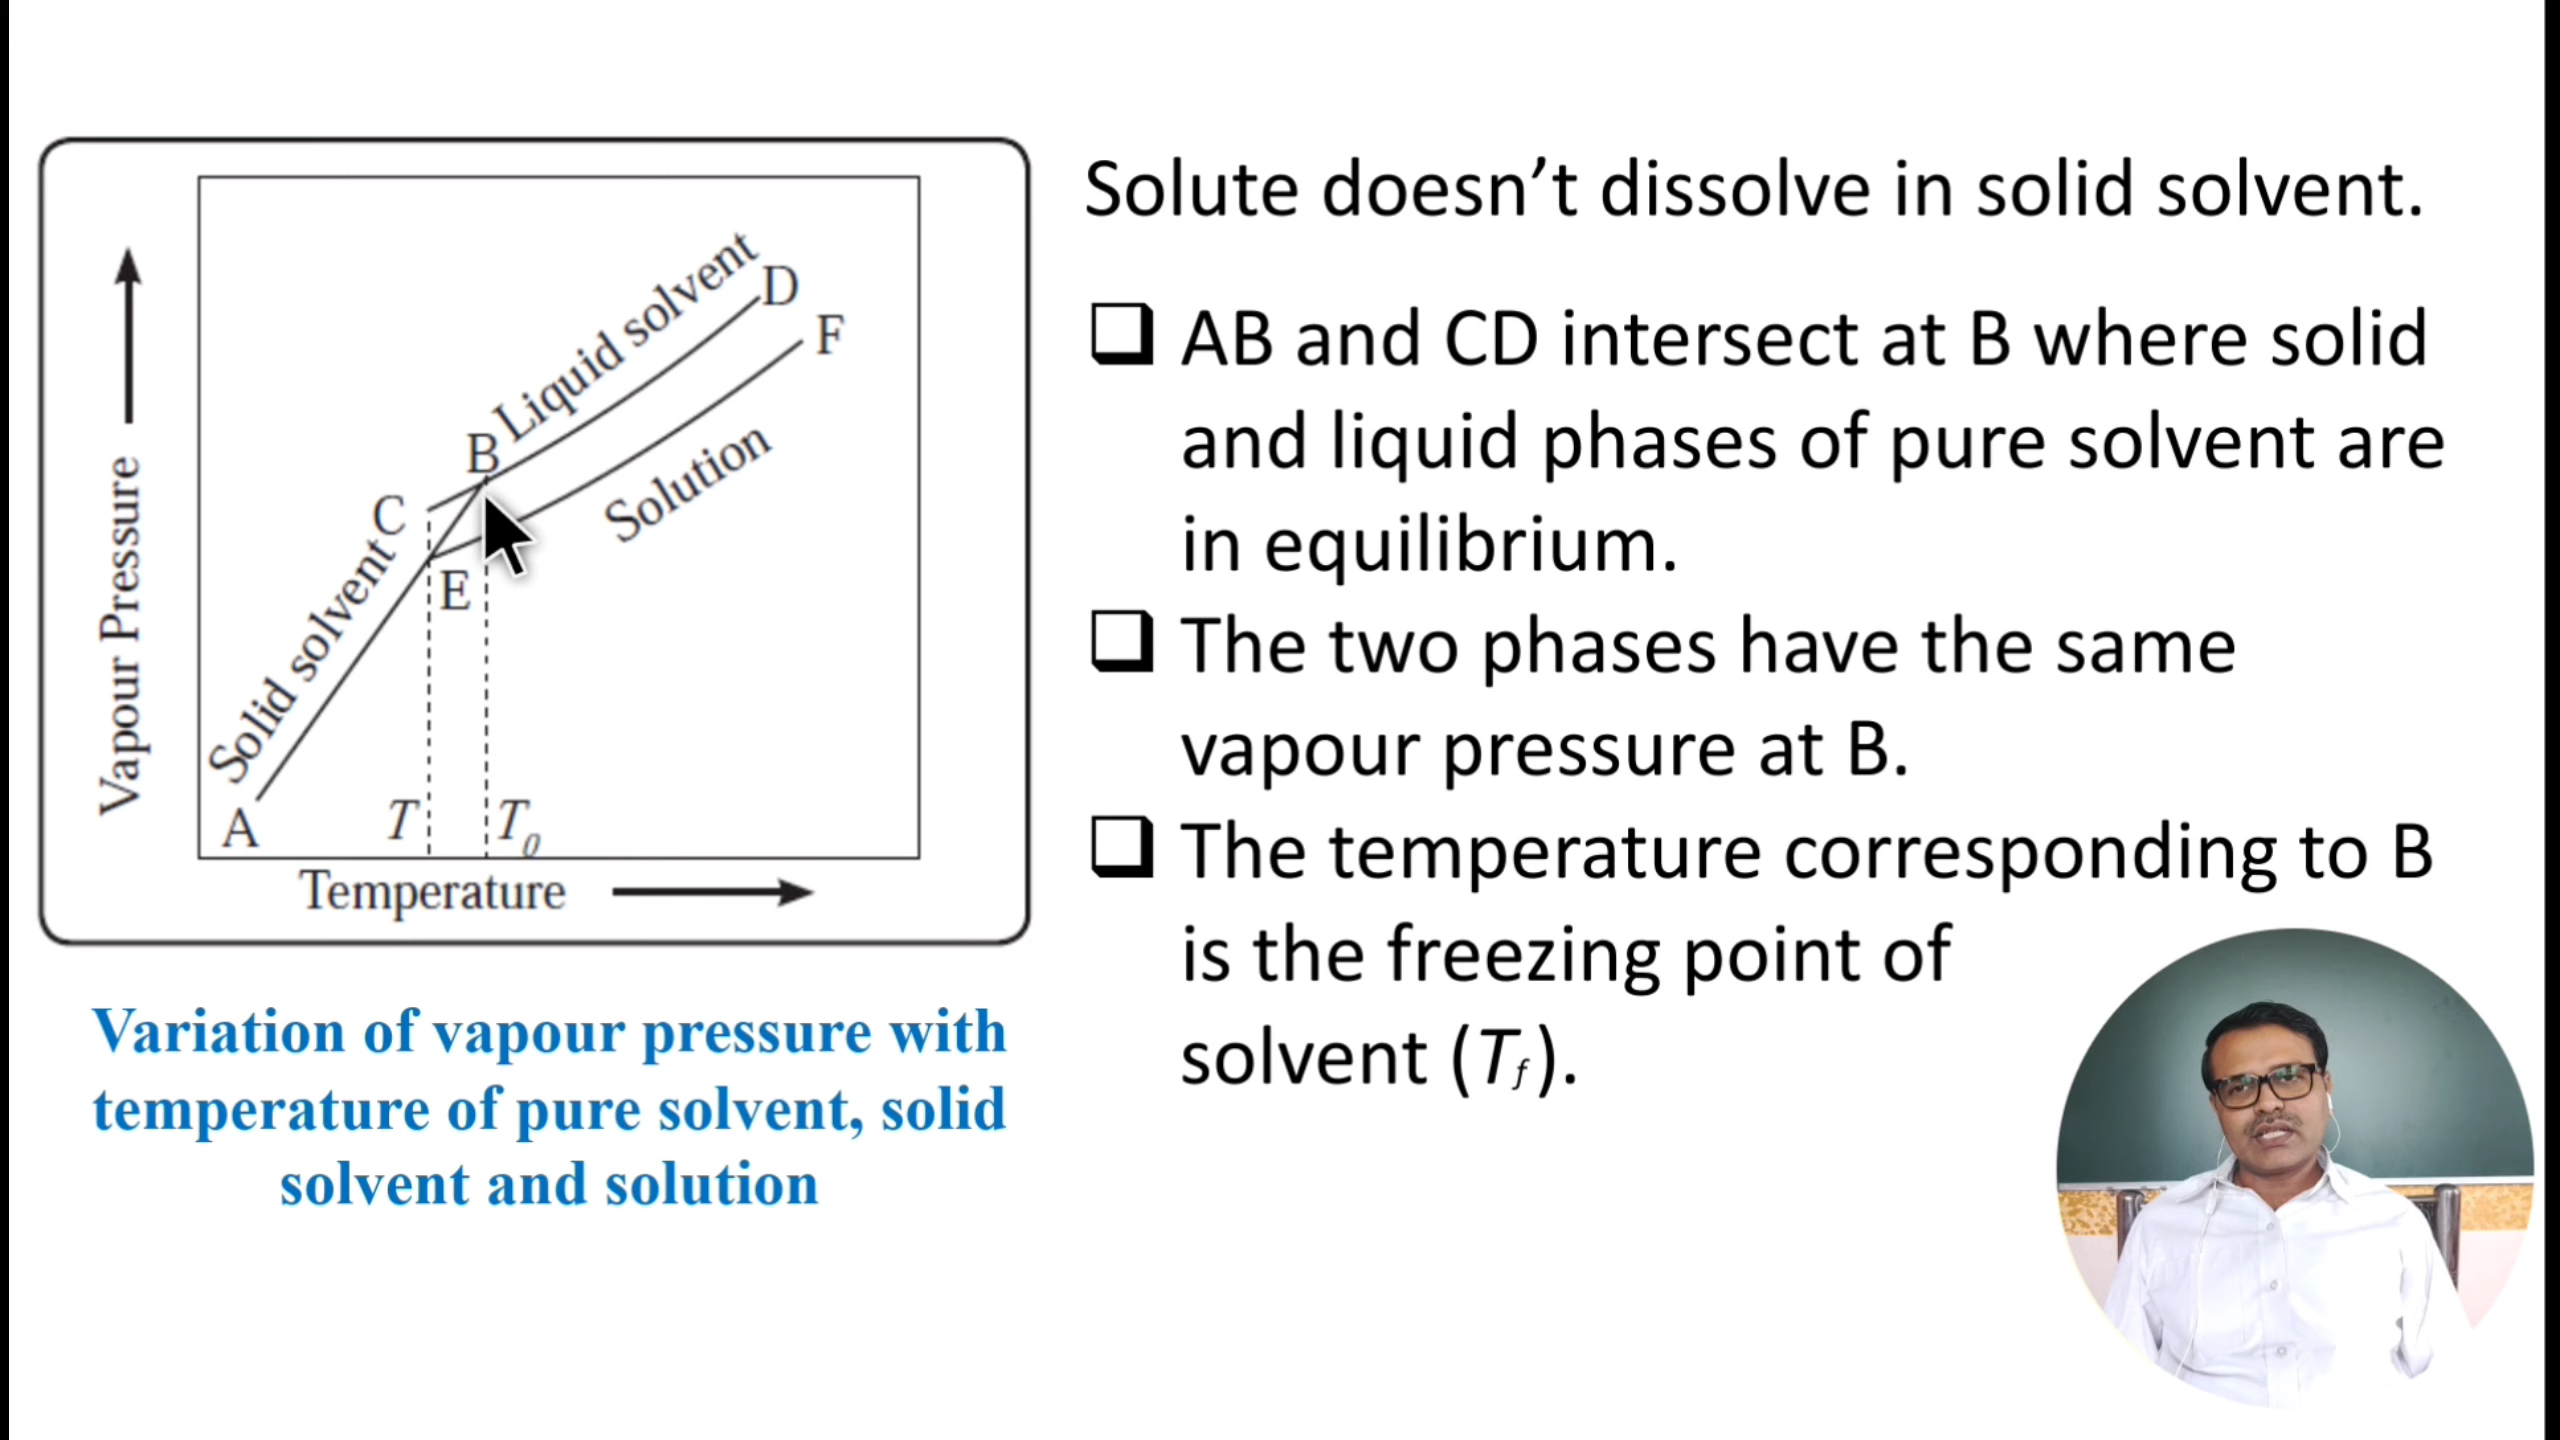 Solute doesn’t dissolve in solid solvent.
❑ AB and CD intersect at B where solid
and liquid phases of pure solvent are
in equilibrium.
❑ The two phases have the same
vapour pressure at B.
❑ The temperature corresponding to B
is the freezing point of
solvent (Tf).
Vapour Pressure
Liquid solvent
D
F
B
Solution
C
E
Solid solvent
A
T
T0
Temperature
Variation of vapour pressure with
temperature of pure solvent, solid
solvent and solution